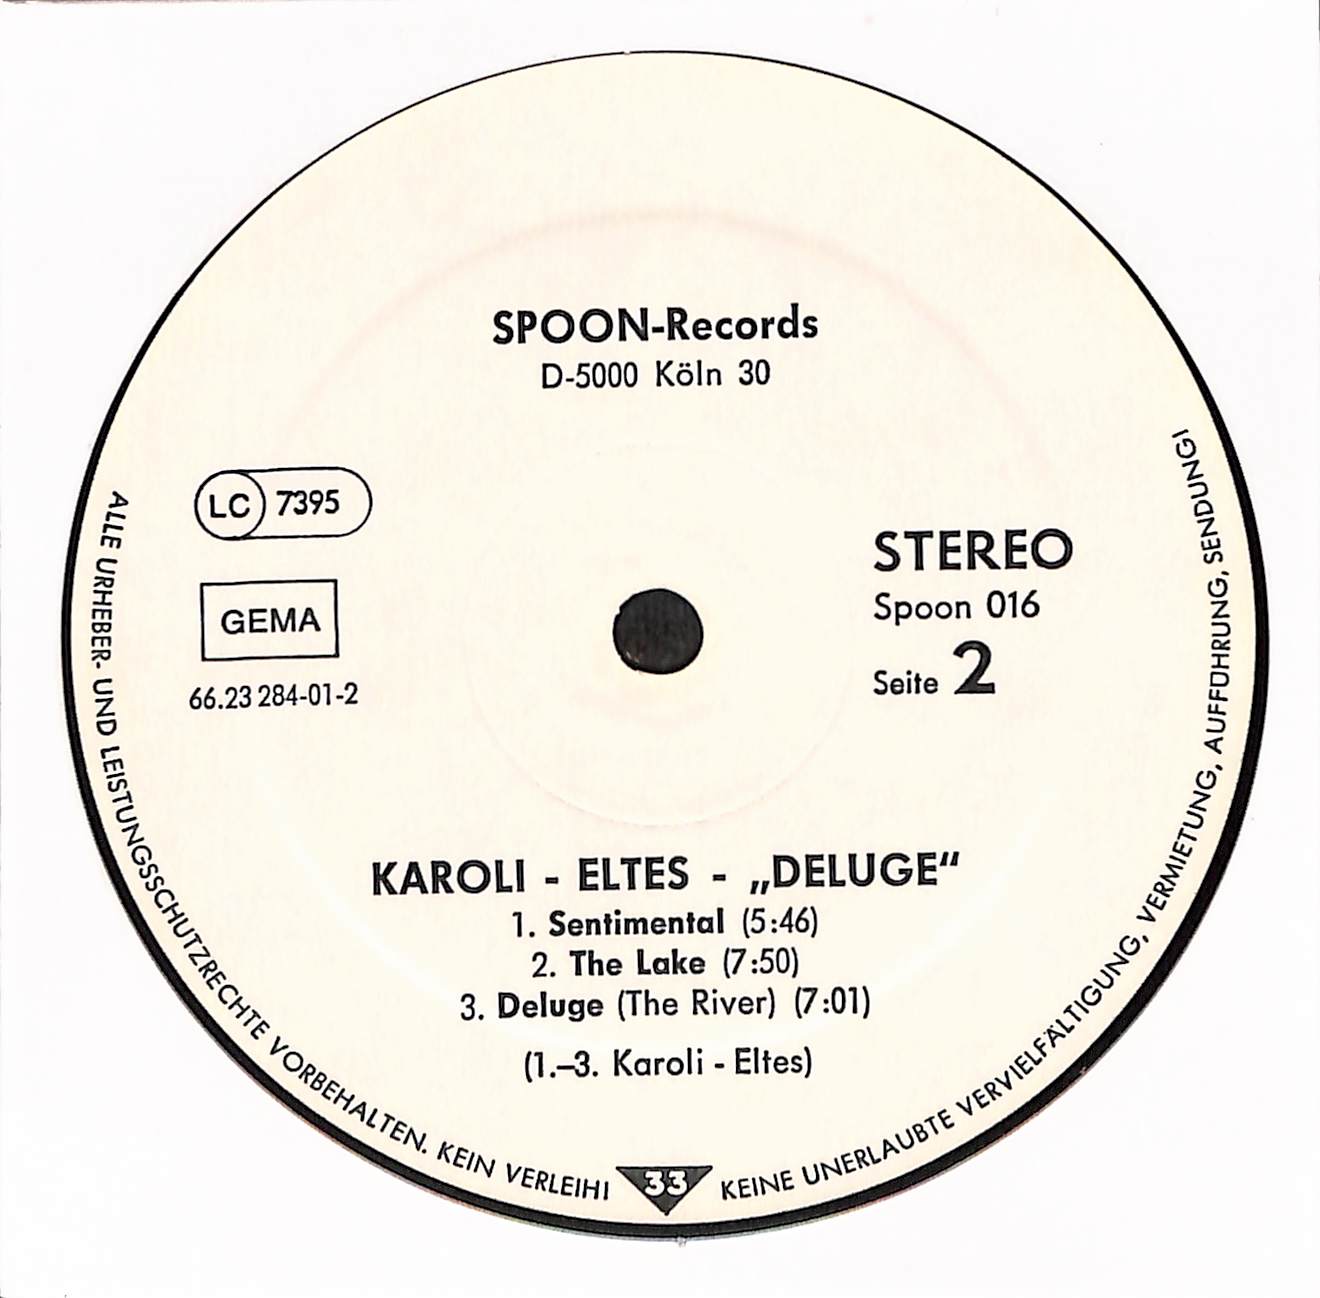 SPOON-Records
D-5000 Köln 30
LC 7395
GEMA
66.23 284-01-2
STEREO
Spoon 016
Seite 2
KAROLI - ELTES - „DELUGE“
1. Sentimental (5:46)
2. The Lake (7:50)
3. Deluge (The River) (7:01)
(1.–3. Karoli - Eltes)
ALLE URHEBER- UND LEISTUNGSSCHUTZRECHTE VORBEHALTEN. KEIN VERLEIH!
33
KEINE UNERLAUBTE VERVIELFÄLTIGUNG, VERMIETUNG, AUFFÜHRUNG, SENDUNG!